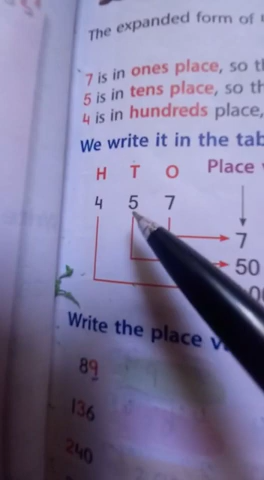 The expanded form of
7 is in ones place, so
5 is in tens place, so
4 is in hundreds place,
We write it in the
H T O Place
4 5 7
7
50
Write the place
89
136
240